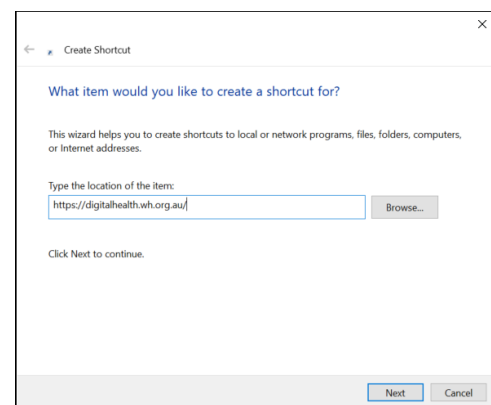 Create Shortcut
What item would you like to create a shortcut for?
This wizard helps you to create shortcuts to local or network programs, files, folders, computers,
or Internet addresses.
Type the location of the item:
https://digitalhealth.wh.org.au/
Browse...
Click Next to continue.
Next
Cancel